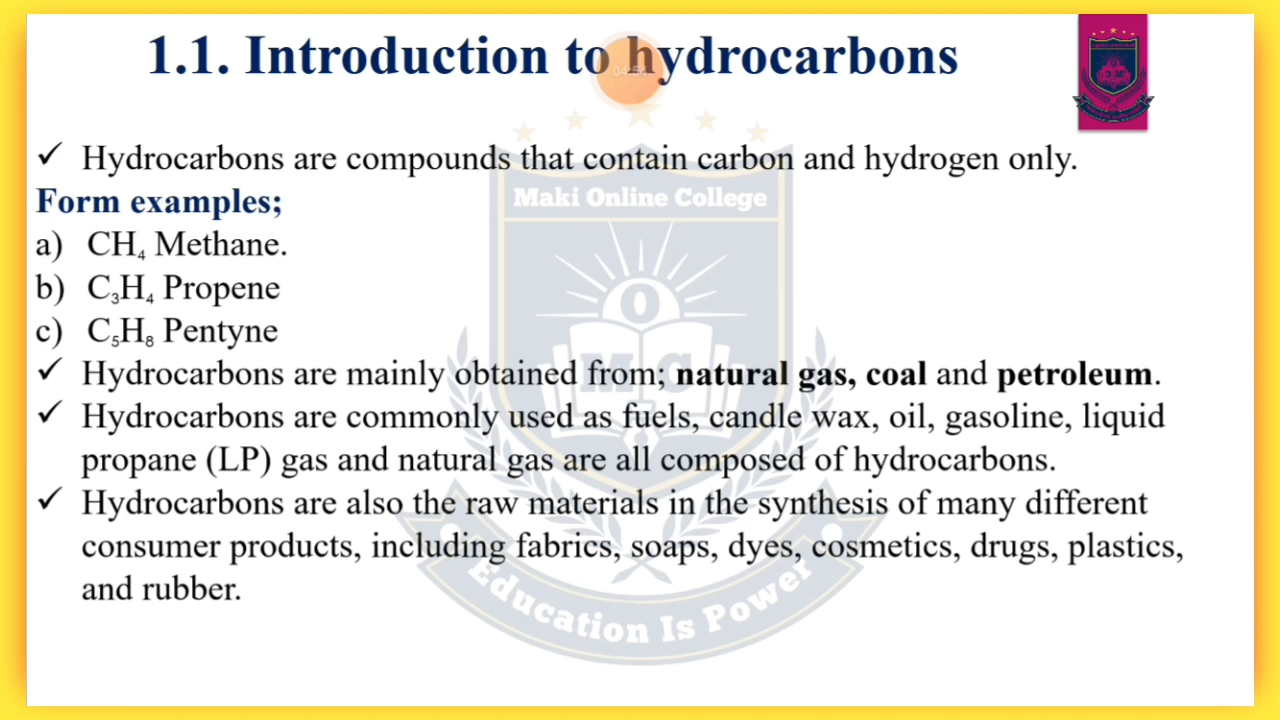 1.1. Introduction to hydrocarbons
04:54
✓ Hydrocarbons are compounds that contain carbon and hydrogen only.
Maki Online College
Form examples;
a) CH₄ Methane.
b) C₃H₄ Propene
c) C₅H₈ Pentyne
O
M C
✓ Hydrocarbons are mainly obtained from; natural gas, coal and petroleum.
✓ Hydrocarbons are commonly used as fuels, candle wax, oil, gasoline, liquid
propane (LP) gas and natural gas are all composed of hydrocarbons.
✓ Hydrocarbons are also the raw materials in the synthesis of many different
consumer products, including fabrics, soaps, dyes, cosmetics, drugs, plastics,
and rubber.
Education Is Power